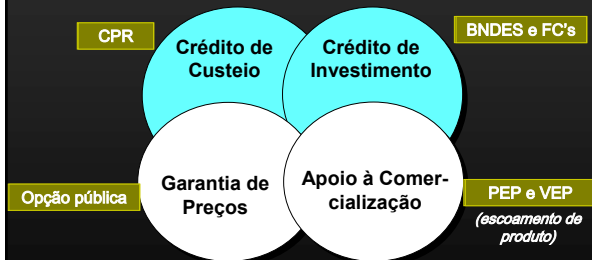 CPR
Crédito de
Custeio
Crédito de
Investimento
BNDES e FC's
Opção pública
Garantia de
Preços
Apoio à Comer-
cialização
PEP e VEP
(escoamento de
produto)